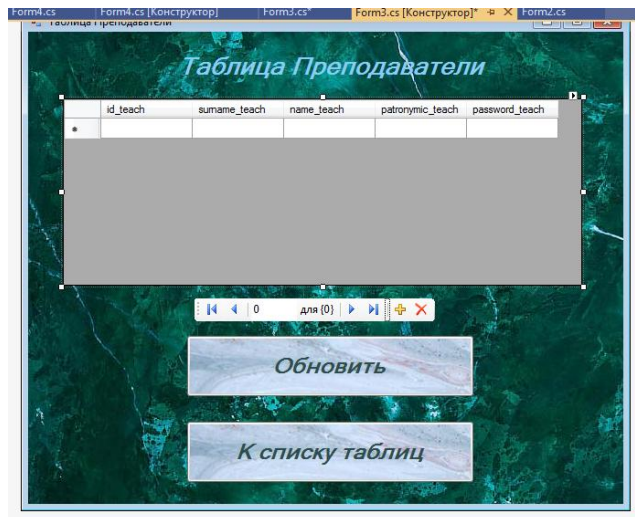 Form4.cs Form4.cs [Конструктор] Form3.cs* Form3.cs [Конструктор]* Form2.cs
Таблица Преподаватели
Таблица Преподаватели
id_teach surname_teach name_teach patronymic_teach password_teach
0 для {0}
Обновить
К списку таблиц